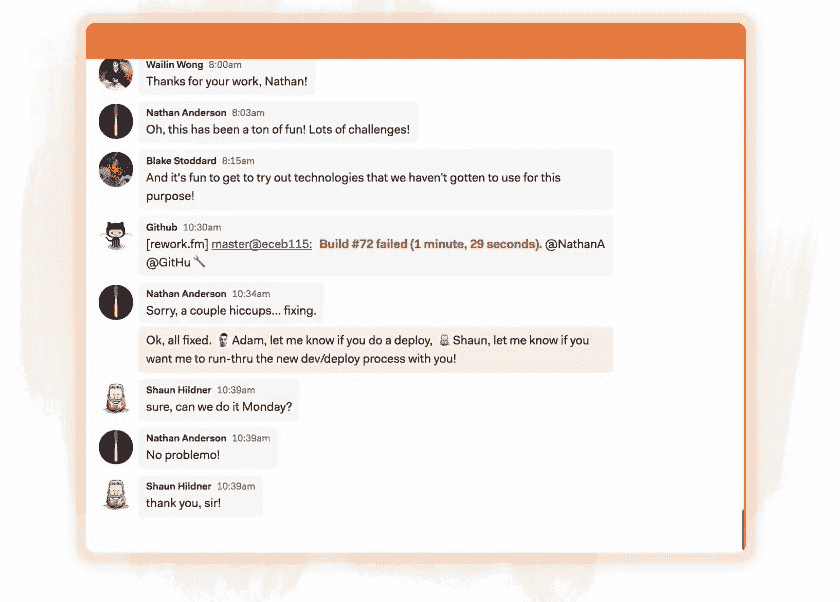 Wailin Wong 8:00am
Thanks for your work, Nathan!
Nathan Anderson 8:03am
Oh, this has been a ton of fun! Lots of challenges!
Blake Stoddard 8:15am
And it's fun to get to try out technologies that we haven't gotten to use for this
purpose!
Github 10:30am
[rework.fm] master@eceb115: Build #72 failed (1 minute, 29 seconds). @NathanA
@GitHu
Nathan Anderson 10:34am
Sorry, a couple hiccups... fixing.
Ok, all fixed. Adam, let me know if you do a deploy, Shaun, let me know if you
want me to run-thru the new dev/deploy process with you!
Shaun Hildner 10:39am
sure, can we do it Monday?
Nathan Anderson 10:39am
No problemo!
Shaun Hildner 10:39am
thank you, sir!